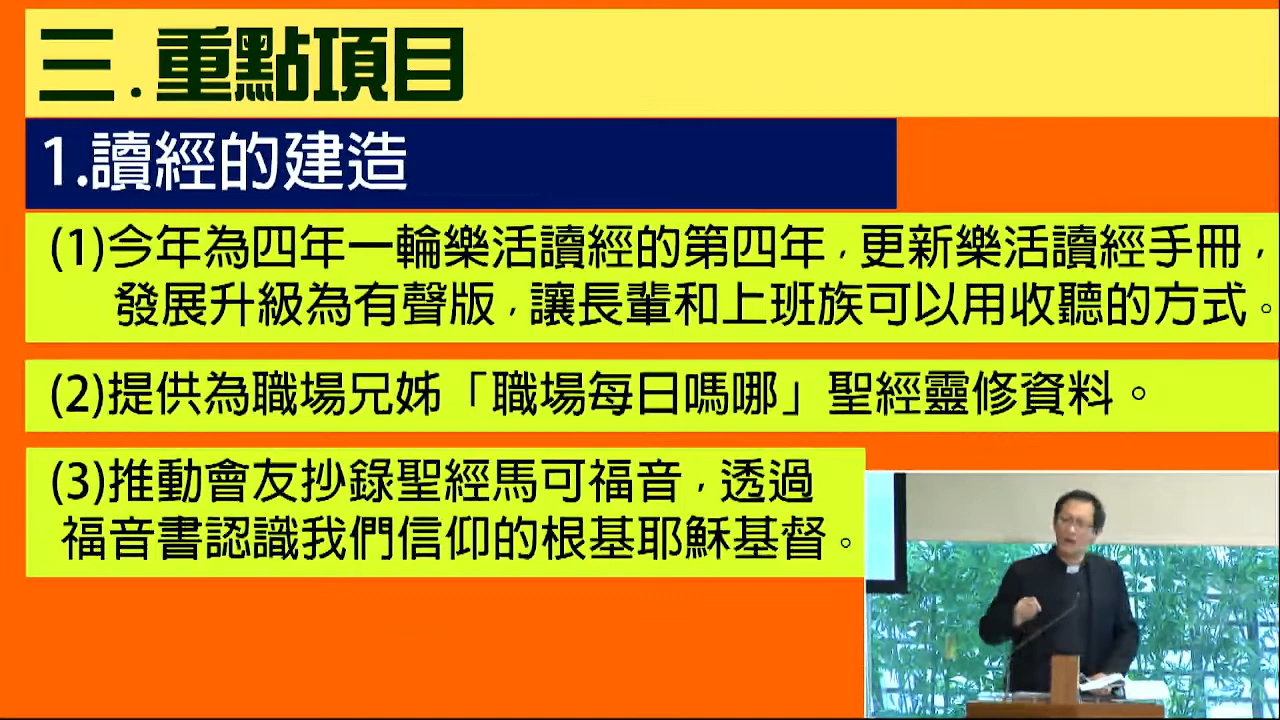 三.重點項目
1.讀經的建造
(1)今年為四年一輪樂活讀經的第四年，更新樂活讀經手冊，
發展升級為有聲版，讓長輩和上班族可以用收聽的方式。
(2)提供為職場兄姊「職場每日嗎哪」聖經靈修資料。
(3)推動會友抄錄聖經馬可福音，透過
福音書認識我們信仰的根基耶穌基督。